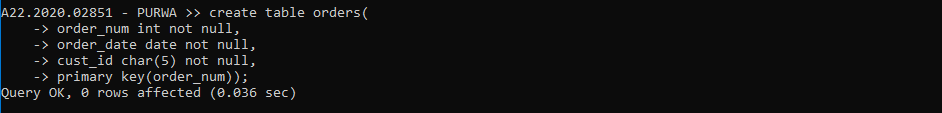 A22.2020.02851 - PURWA >> create table orders(
    -> order_num int not null,
    -> order_date date not null,
    -> cust_id char(5) not null,
    -> primary key(order_num));
Query OK, 0 rows affected (0.036 sec)